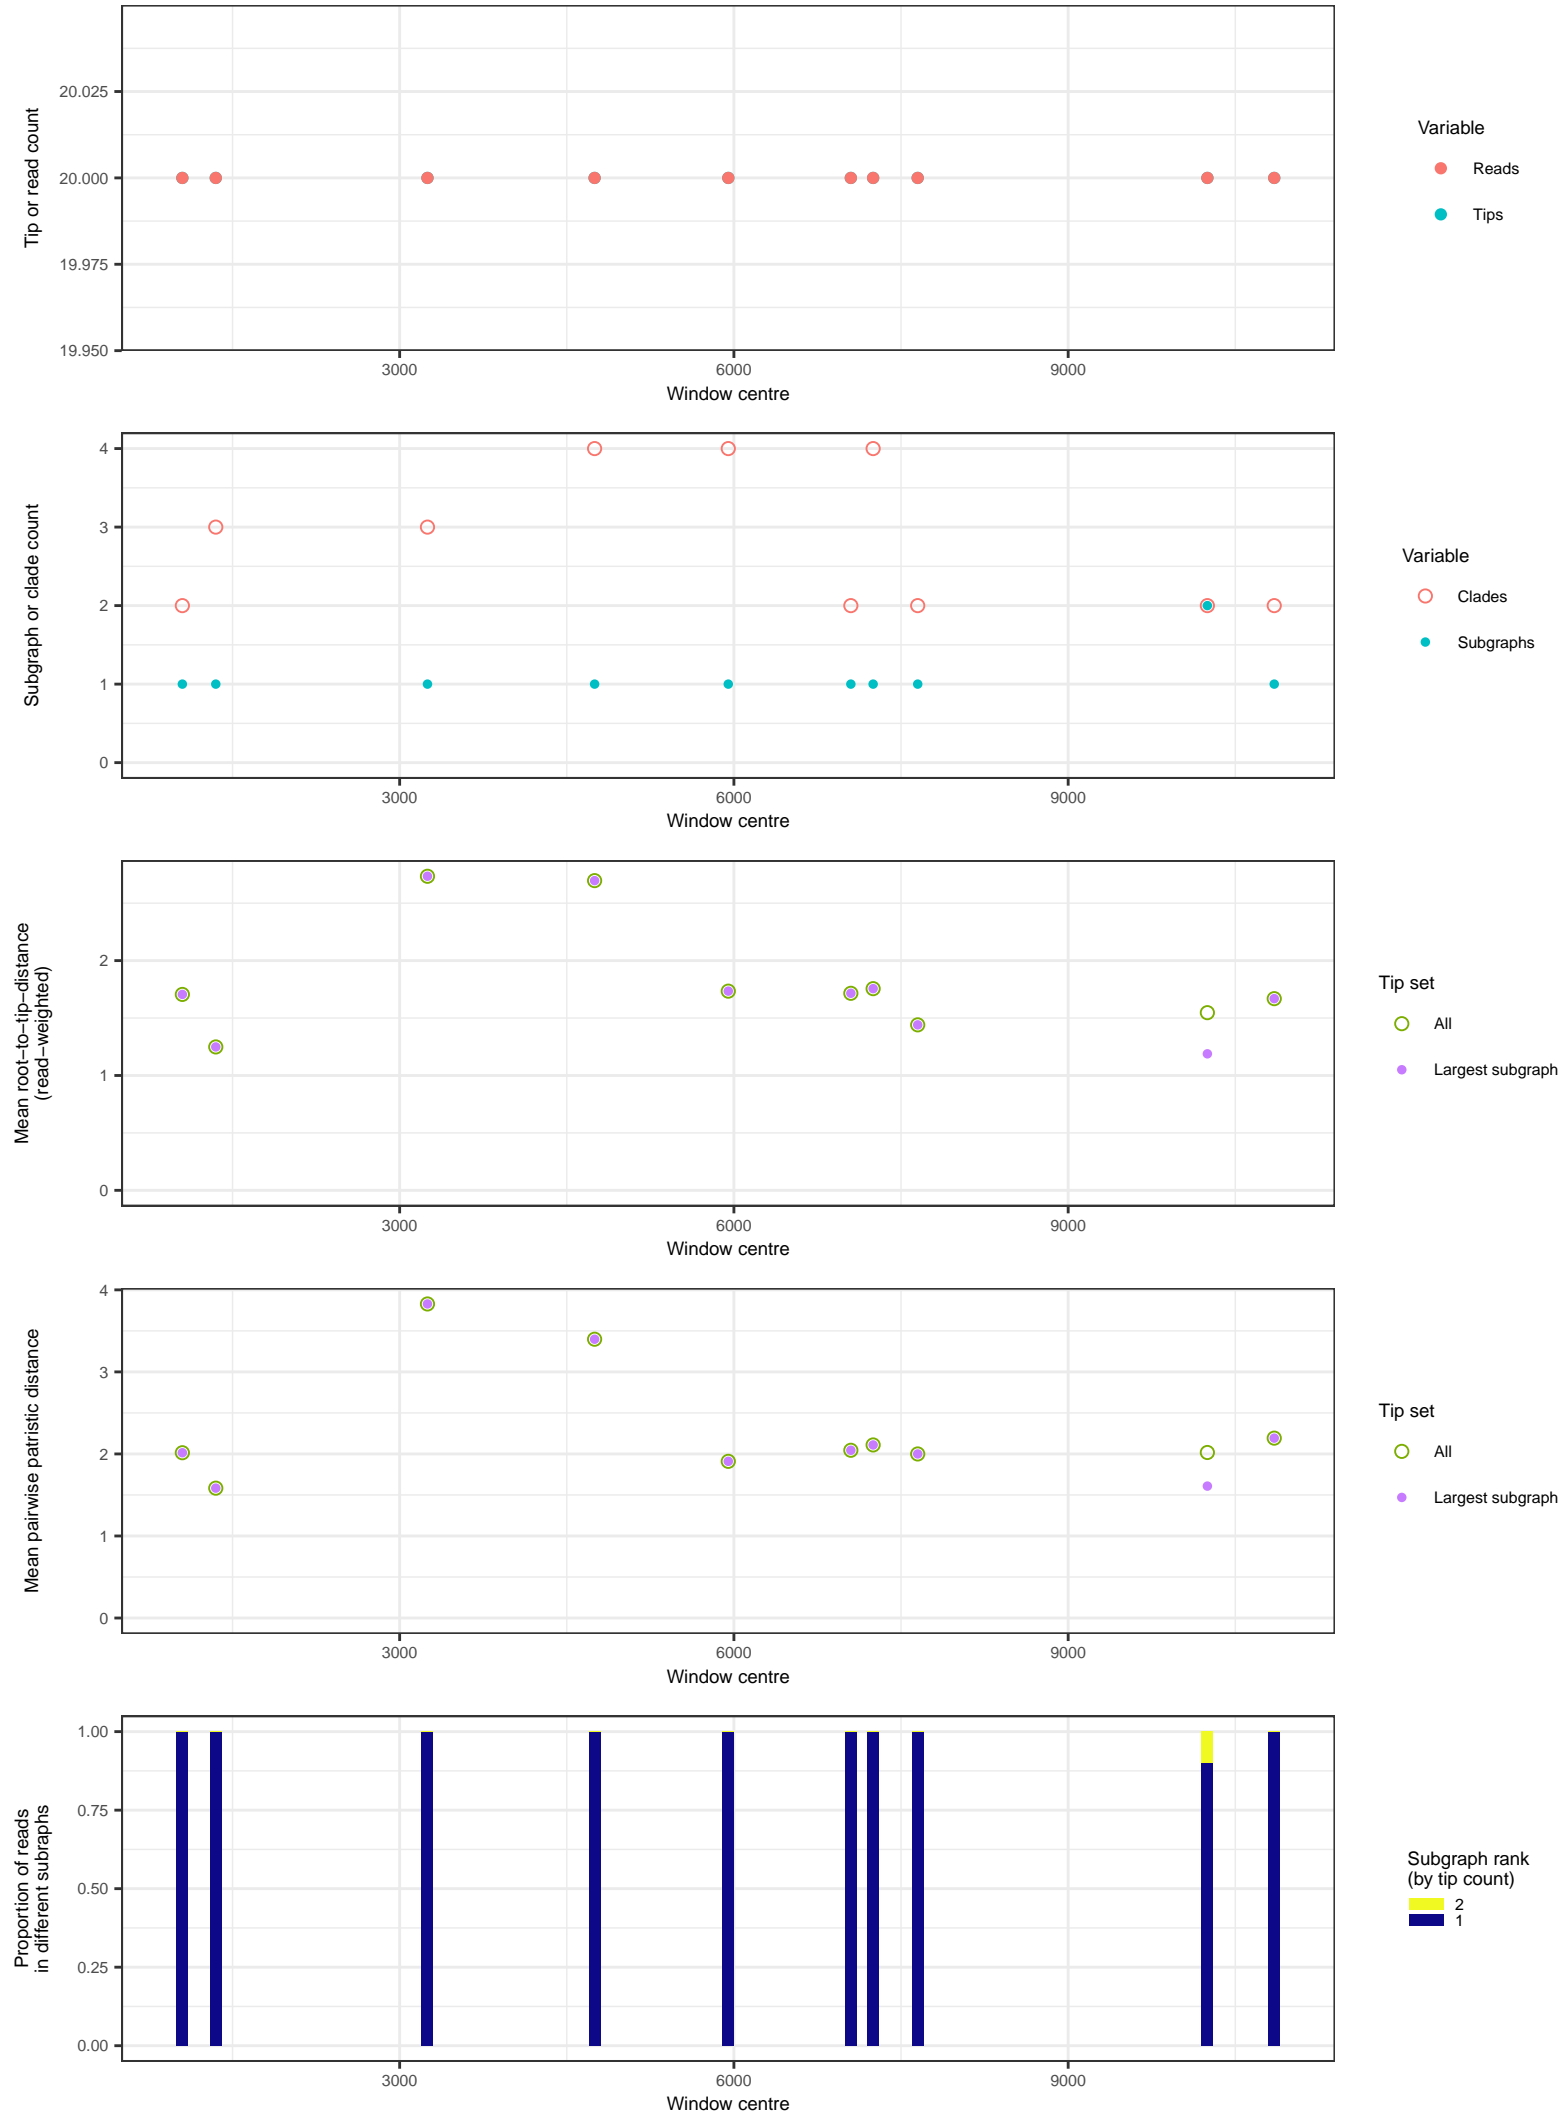 Tip or read count
20.025
20.000
19.975
19.950
3000
6000
9000
Window centre
Variable
Reads
Tips
Subgraph or clade count
4
3
2
1
0
3000
6000
9000
Window centre
Variable
Clades
Subgraphs
Mean root−to−tip−distance
(read−weighted)
2
1
0
3000
6000
9000
Window centre
Tip set
All
Largest subgraph
Mean pairwise patristic distance
4
3
2
1
0
3000
6000
9000
Window centre
Tip set
All
Largest subgraph
Proportion of reads
in different subraphs
1.00
0.75
0.50
0.25
0.00
3000
6000
9000
Window centre
Subgraph rank
(by tip count)
2
1